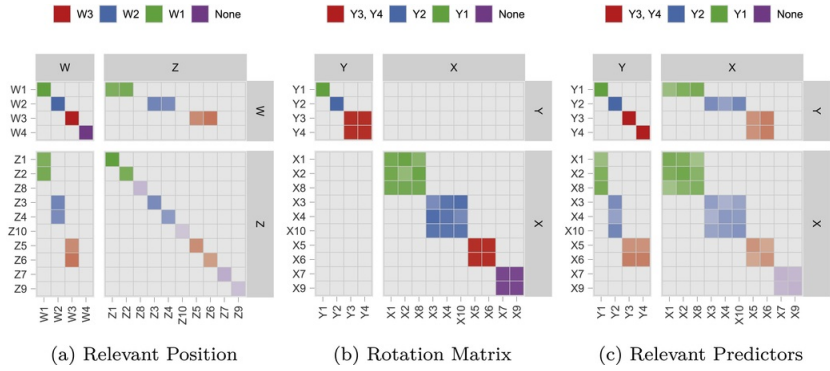 W3 W2 W1 None
W Z
W1
W2
W3
W4
W
Z1
Z2
Z8
Z3
Z4
Z10
Z5
Z6
Z7
Z9
Z
W1 W2 W3 W4 Z1 Z2 Z8 Z3 Z4 Z10 Z5 Z6 Z7 Z9
(a) Relevant Position
Y3, Y4 Y2 Y1 None
Y X
Y1
Y2
Y3
Y4
Y
X1
X2
X8
X3
X4
X10
X5
X6
X7
X9
X
Y1 Y2 Y3 Y4 X1 X2 X8 X3 X4 X10 X5 X6 X7 X9
(b) Rotation Matrix
Y3, Y4 Y2 Y1 None
Y X
Y1
Y2
Y3
Y4
Y
X1
X2
X8
X3
X4
X10
X5
X6
X7
X9
X
Y1 Y2 Y3 Y4 X1 X2 X8 X3 X4 X10 X5 X6 X7 X9
(c) Relevant Predictors